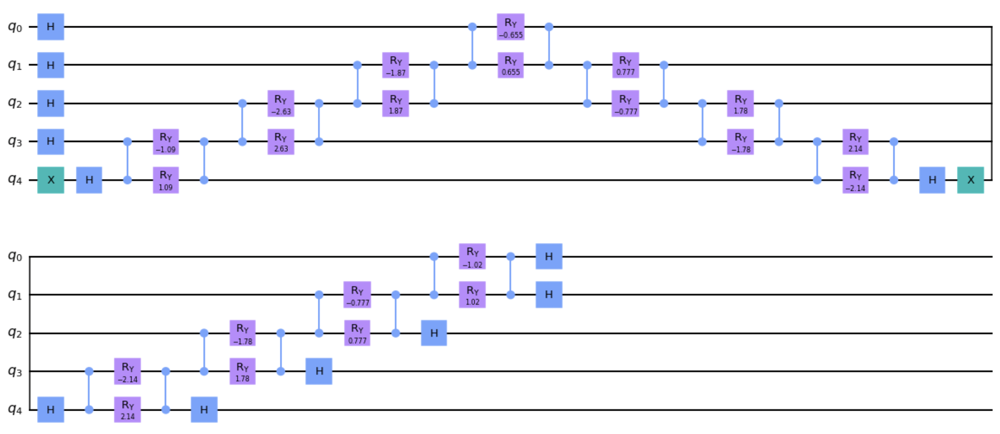 q0 H RY −0.655
q1 H RY −1.87 RY 0.655 RY 0.777
q2 H RY −2.63 RY 1.87 RY −0.777 RY 1.78
q3 H RY −1.09 RY 2.63 RY −1.78 RY 2.14
q4 X H RY 1.09 RY −2.14 H X
q0 RY −1.02 H
q1 RY −0.777 RY 1.02 H
q2 RY −1.78 RY 0.777 H
q3 RY −2.14 RY 1.78 H
q4 H RY 2.14 H